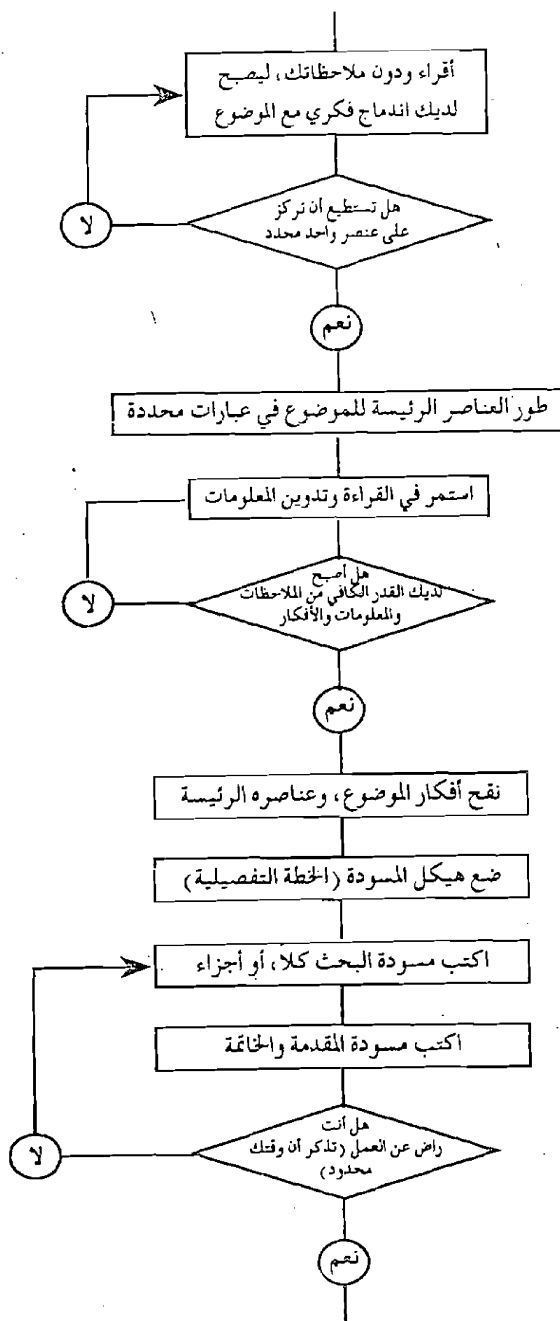 أقراء ودون ملاحظاتك، ليصبح
لديك اندماج فكري مع الموضوع
هل تستطيع أن تركز
على عنصر واحد محدد
لا
نعم
طور العناصر الرئيسة للموضوع في عبارات محددة
استمر في القراءة وتدوين المعلومات
هل أصبح
لديك القدر الكافي من الملاحظات
والمعلومات والأفكار
لا
نعم
نقح أفكار الموضوع، وعناصره الرئيسة
ضع هيكل المسودة (الخطة التفصيلية)
اكتب مسودة البحث كلاً، أو أجزاء
اكتب مسودة المقدمة والخاتمة
هل أنت
راض عن العمل (تذكر أن وقتك
محدود)
لا
نعم